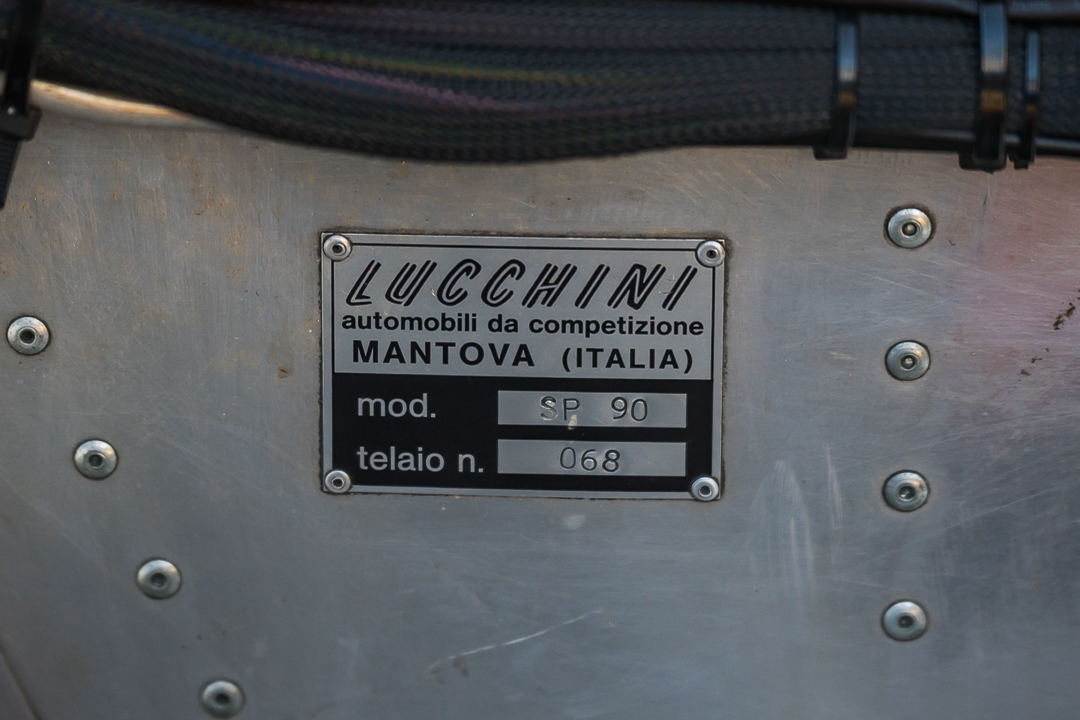 LUCCHINI
automobili da competizione
MANTOVA (ITALIA)
mod. SP 90
telaio n. 068